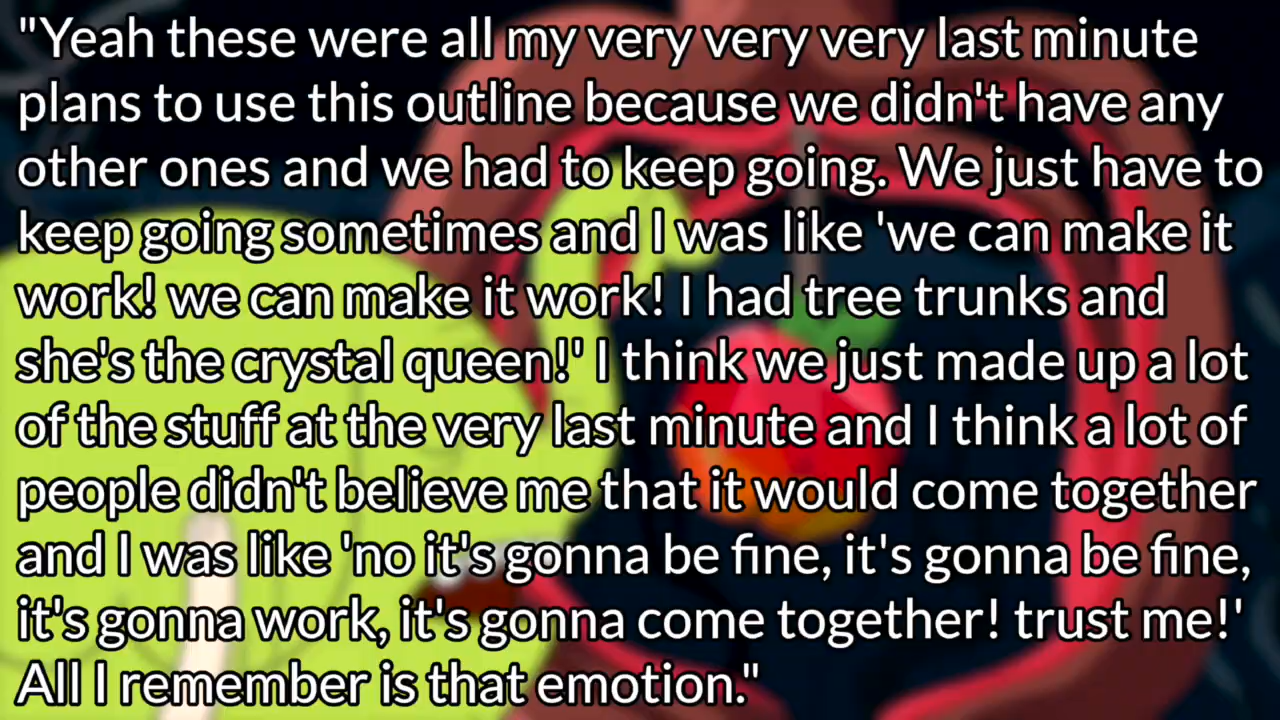 "Yeah these were all my very very very last minute
plans to use this outline because we didn't have any
other ones and we had to keep going. We just have to
keep going sometimes and I was like 'we can make it
work! we can make it work! I had tree trunks and
she's the crystal queen!' I think we just made up a lot
of the stuff at the very last minute and I think a lot of
people didn't believe me that it would come together
and I was like 'no it's gonna be fine, it's gonna be fine,
it's gonna work, it's gonna come together! trust me!'
All I remember is that emotion."